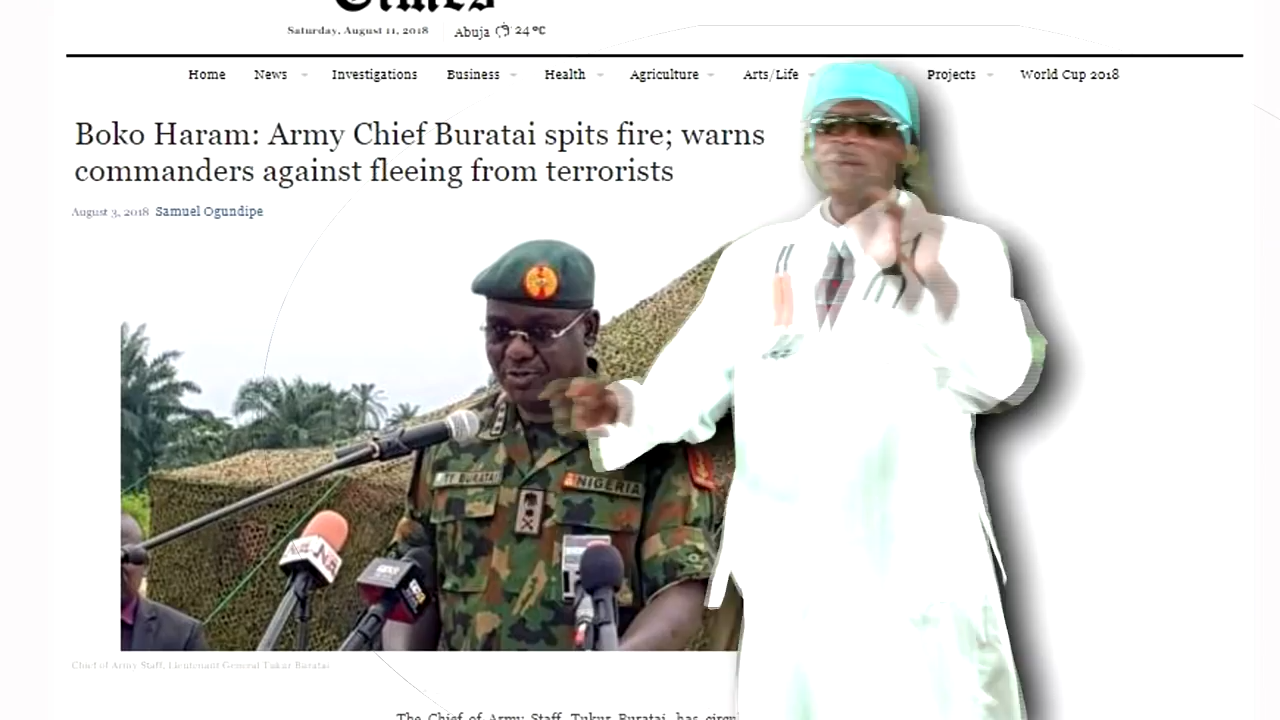 Times
Saturday, August 11, 2018
Abuja 24 °C
Home News Investigations Business Health Agriculture Arts/Life Projects World Cup 2018
Boko Haram: Army Chief Buratai spits fire; warns
commanders against fleeing from terrorists
August 3, 2018 Samuel Ogundipe
TY BURATAI
NIGERIA
Chief of Army Staff, Lieutenant General Tukur Buratai
The Chief of Army Staff, Tukur Buratai, has